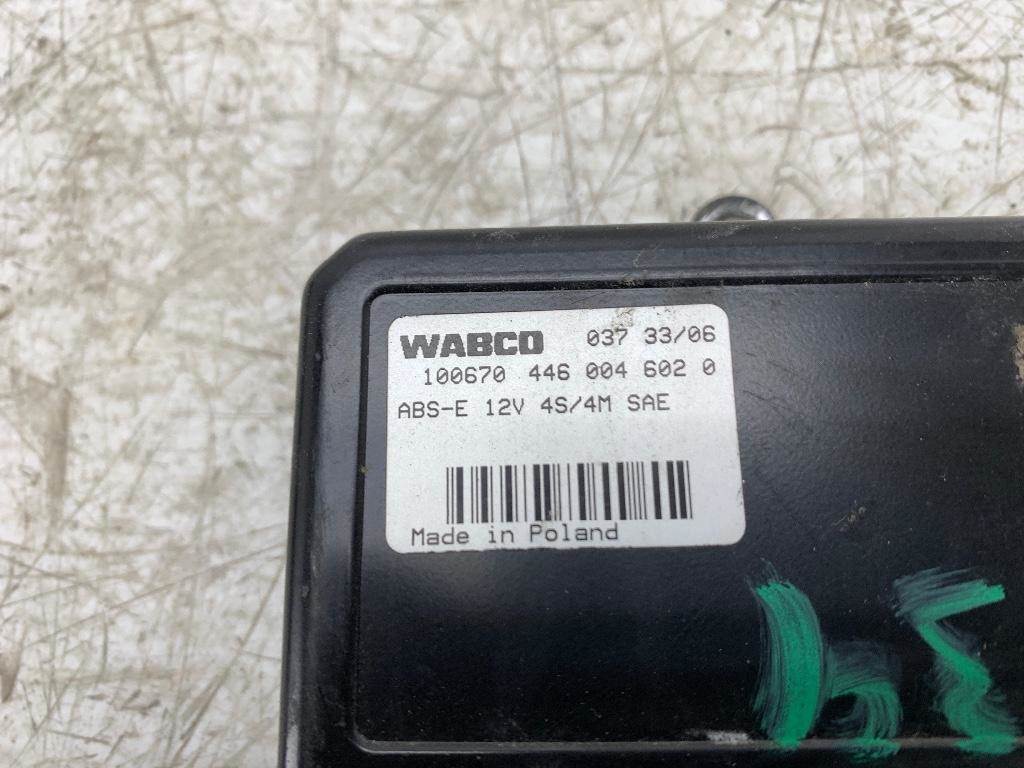 WABCO 037 33/06
100670 446 004 602 0
ABS-E 12V 4S/4M SAE
Made in Poland